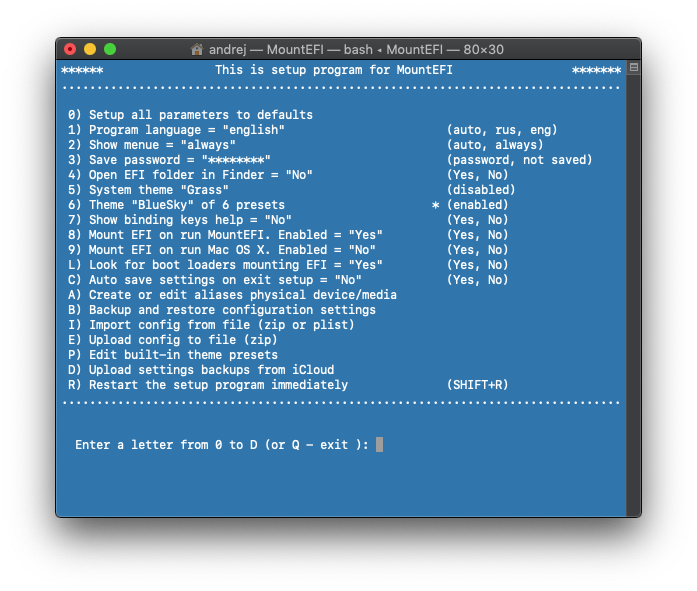 andrej — MountEFI — bash ◂ MountEFI — 80×30
****** This is setup program for MountEFI *******
................................................................................
0) Setup all parameters to defaults
1) Program language = "english" (auto, rus, eng)
2) Show menue = "always" (auto, always)
3) Save password = "********" (password, not saved)
4) Open EFI folder in Finder = "No" (Yes, No)
5) System theme "Grass" (disabled)
6) Theme "BlueSky" of 6 presets * (enabled)
7) Show binding keys help = "No" (Yes, No)
8) Mount EFI on run MountEFI. Enabled = "Yes" (Yes, No)
9) Mount EFI on run Mac OS X. Enabled = "No" (Yes, No)
L) Look for boot loaders mounting EFI = "Yes" (Yes, No)
C) Auto save settings on exit setup = "No" (Yes, No)
A) Create or edit aliases physical device/media
B) Backup and restore configuration settings
I) Import config from file (zip or plist)
E) Upload config to file (zip)
P) Edit built-in theme presets
D) Upload settings backups from iCloud
R) Restart the setup program immediately (SHIFT+R)
................................................................................
Enter a letter from 0 to D (or Q - exit ):